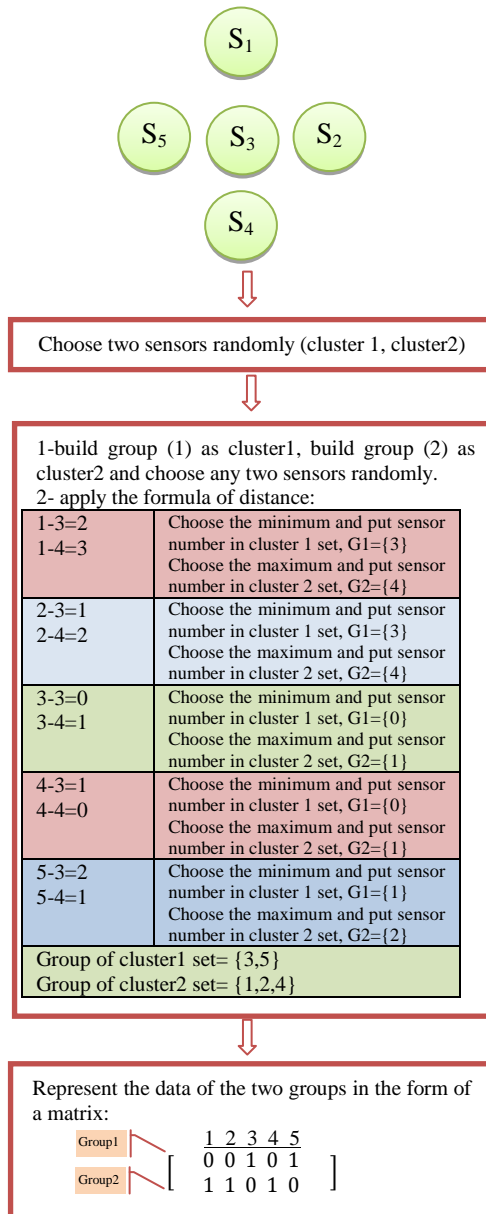 S1
S5 S3 S2
S4
Choose two sensors randomly (cluster 1, cluster2)
1-build group (1) as cluster1, build group (2) as
cluster2 and choose any two sensors randomly.
2- apply the formula of distance:
1-3=2
1-4=3
Choose the minimum and put sensor
number in cluster 1 set, G1={3}
Choose the maximum and put sensor
number in cluster 2 set, G2={4}
2-3=1
2-4=2
Choose the minimum and put sensor
number in cluster 1 set, G1={3}
Choose the maximum and put sensor
number in cluster 2 set, G2={4}
3-3=0
3-4=1
Choose the minimum and put sensor
number in cluster 1 set, G1={0}
Choose the maximum and put sensor
number in cluster 2 set, G2={1}
4-3=1
4-4=0
Choose the minimum and put sensor
number in cluster 1 set, G1={0}
Choose the maximum and put sensor
number in cluster 2 set, G2={1}
5-3=2
5-4=1
Choose the minimum and put sensor
number in cluster 1 set, G1={1}
Choose the maximum and put sensor
number in cluster 2 set, G2={2}
Group of cluster1 set= {3,5}
Group of cluster2 set= {1,2,4}
Represent the data of the two groups in the form of
a matrix:
1 2 3 4 5
Group1 [ 0 0 1 0 1 ]
Group2 1 1 0 1 0